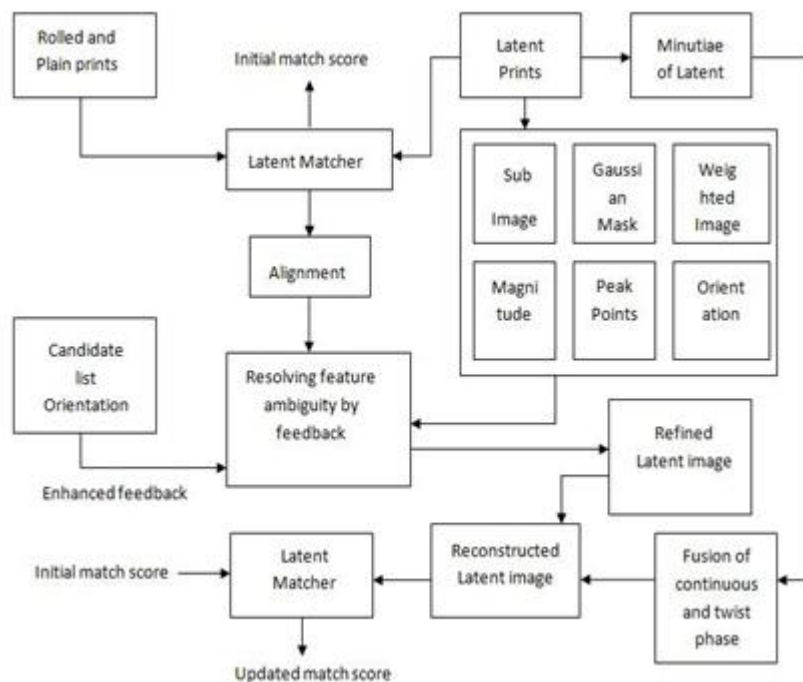 Rolled and
Plain prints
Initial match score
Latent
Prints
Minutiae
of Latent
Latent Matcher
Sub
Image
Gaussi
an
Mask
Weig
hted
Image
Alignment
Magni
tude
Peak
Points
Orient
ation
Candidate
list
Orientation
Resolving feature
ambiguity by
feedback
Refined
Latent image
Enhanced feedback
Initial match score
Latent
Matcher
Reconstructed
Latent image
Fusion of
continuous
and twist
phase
Updated match score